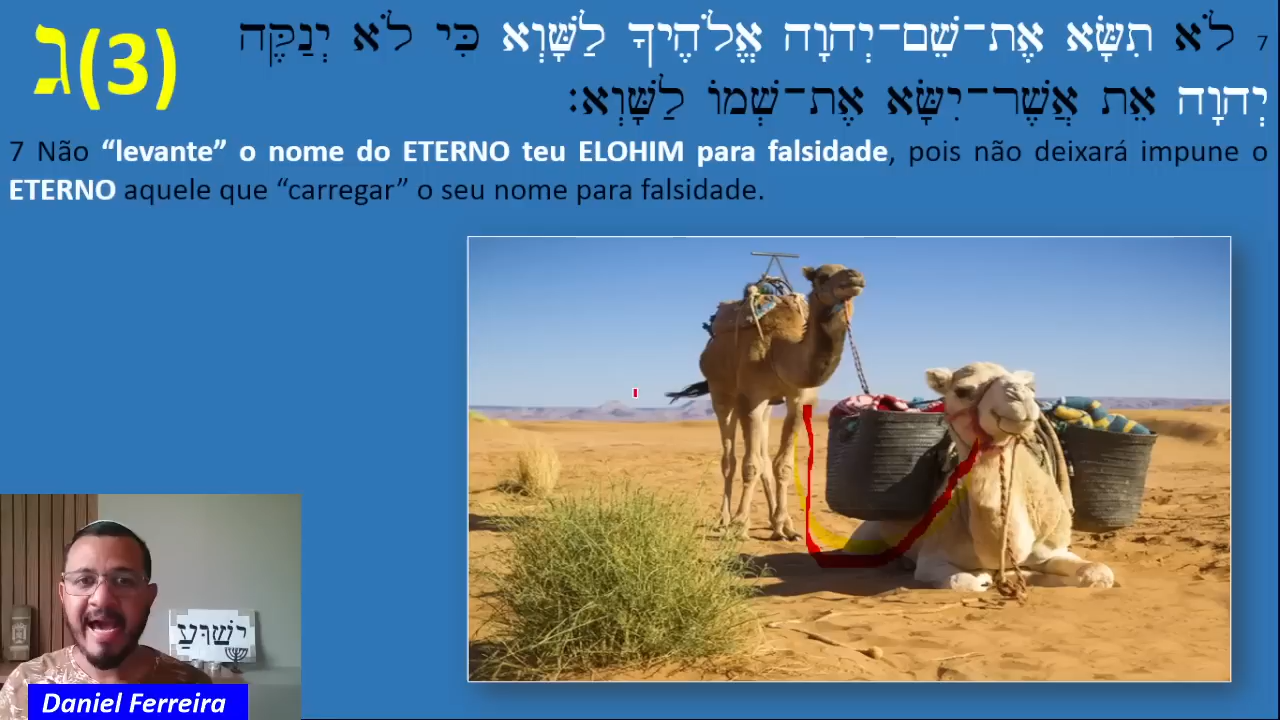 ג(3)
7 לֹא תִשָּׂא אֶת־שֵׁם־יְהוָה אֱלֹהֶיךָ לַשָּׁוְא כִּי לֹא יְנַקֶּה
יְהוָה אֵת אֲשֶׁר־יִשָּׂא אֶת־שְׁמוֹ לַשָּׁוְא׃
7 Não “levante” o nome do ETERNO teu ELOHIM para falsidade, pois não deixará impune o
ETERNO aquele que “carregar” o seu nome para falsidade.
ישׁוּעַ
Daniel Ferreira